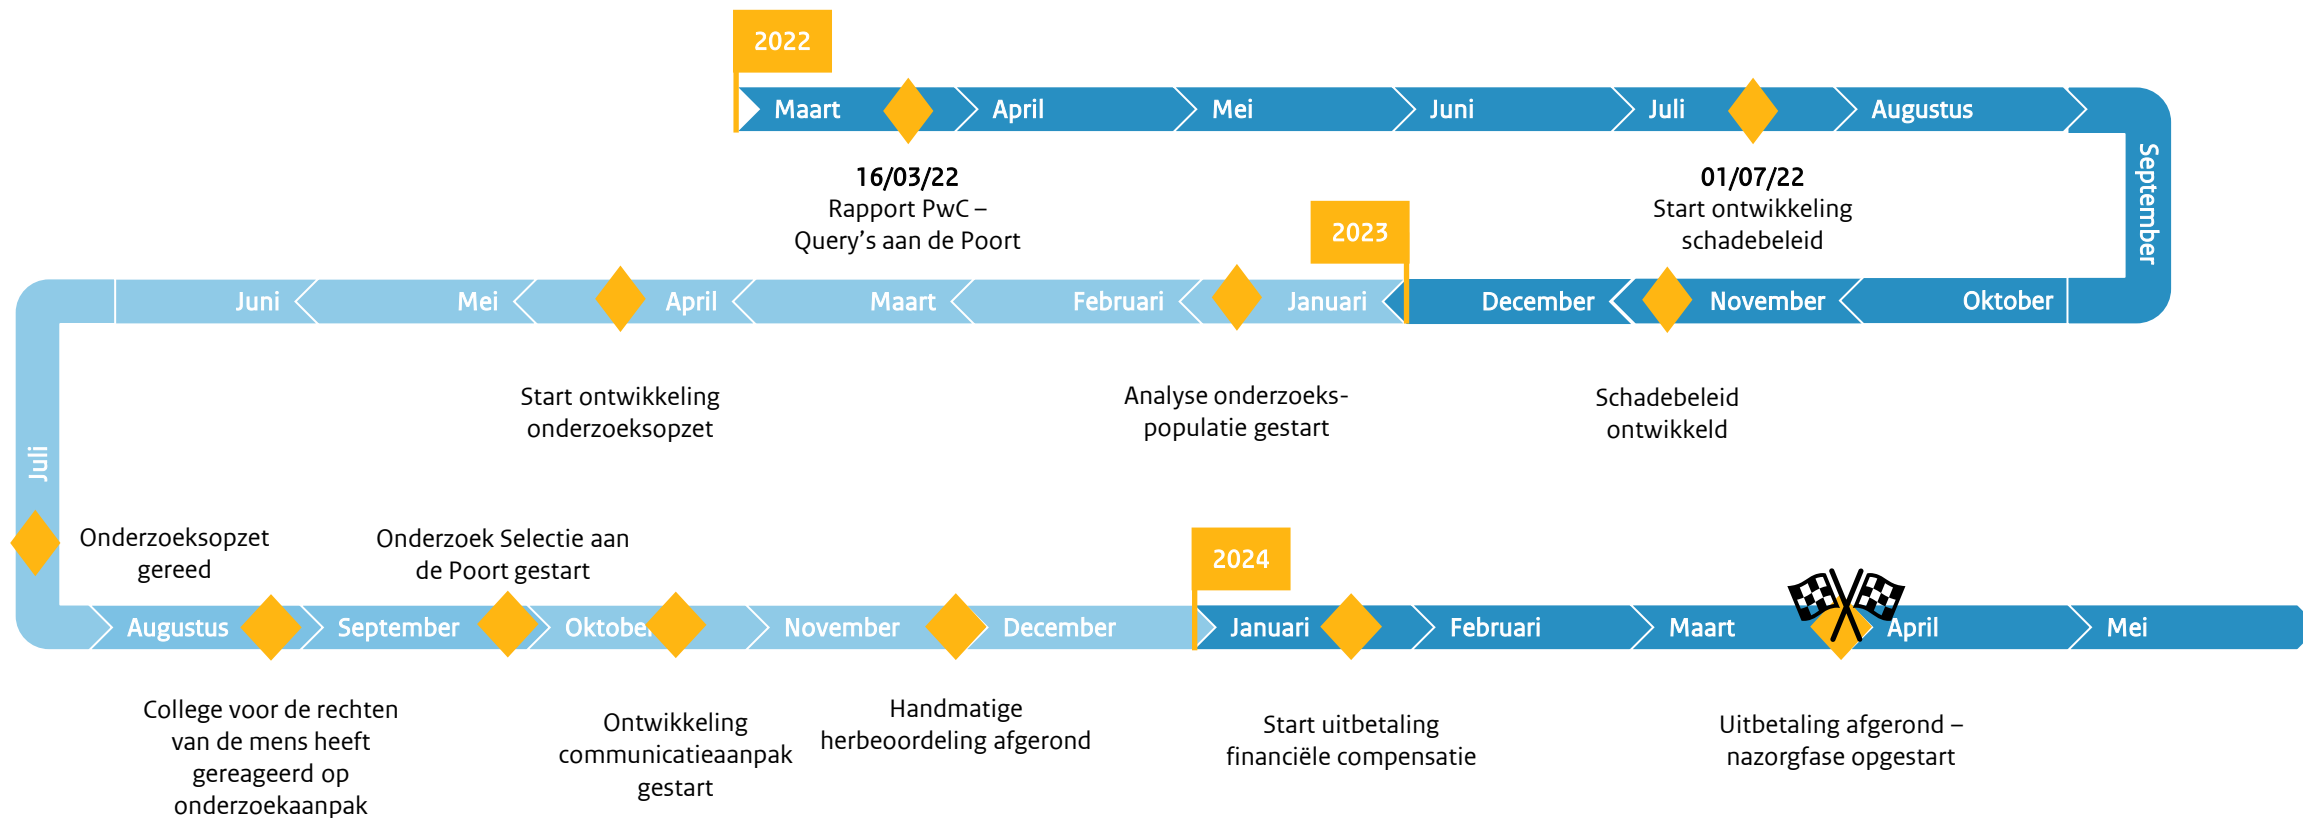 2022
Maart
April
Mei
Juni
Juli
Augustus
September
16/03/22
Rapport PwC –
Query’s aan de Poort
01/07/22
Start ontwikkeling
schadebeleid
2023
Oktober
November
December
Januari
Februari
Maart
April
Mei
Juni
Juli
Schadebeleid
ontwikkeld
Analyse onderzoeks-
populatie gestart
Start ontwikkeling
onderzoeksopzet
Onderzoeksopzet
gereed
Onderzoek Selectie aan
de Poort gestart
2024
Augustus
September
Oktober
November
December
Januari
Februari
Maart
April
Mei
College voor de rechten
van de mens heeft
gereageerd op
onderzoekaanpak
Ontwikkeling
communicatieaanpak
gestart
Handmatige
herbeoordeling afgerond
Start uitbetaling
financiële compensatie
Uitbetaling afgerond –
nazorgfase opgestart